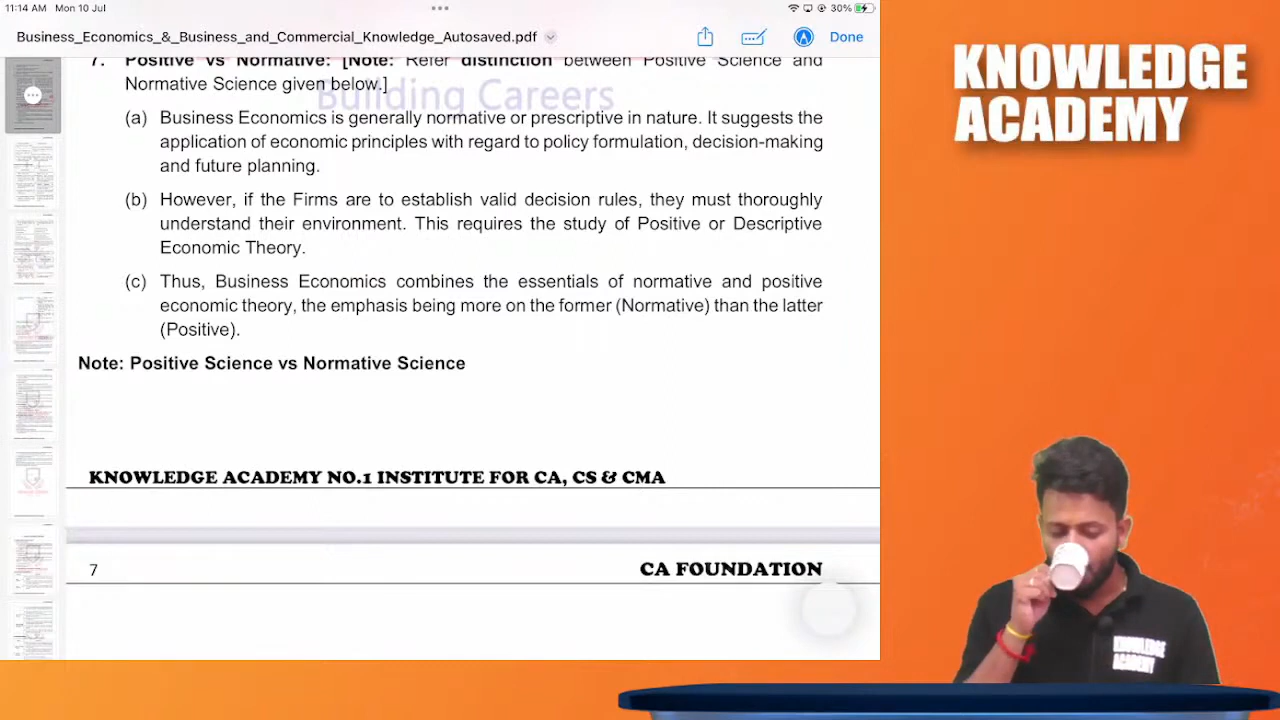 11:14 AM Mon 10 Jul
30%
Business_Economics_&_Business_and_Commercial_Knowledge_Autosaved.pdf
Done
KNOWLEDGE
ACADEMY
7. Positive vs Normative: [Note: Refer Distinction between Positive Science and
Normative Science given below.]
Building Careers
(a) Business Economics is generally normative or prescriptive in nature. It suggests the
application of economic principles with regard to policy formulation, decision-making
and future planning.
(b) However, if the Firms are to establish valid decision rules, they must thoroughly
understand their environment. This requires the study of Positive or Descriptive
Economic Theory.
(c) Thus, Business Economics combines the essentials of normative and positive
economic theory, the emphasis being more on the former (Normative) than the latter
(Positive).
Note: Positive Science vs Normative Science
KNOWLEDGE ACADEMY NO.1 INSTITUTE FOR CA, CS & CMA
7
CA FOUNDATION
KNOWLEDGE
ACADEMY